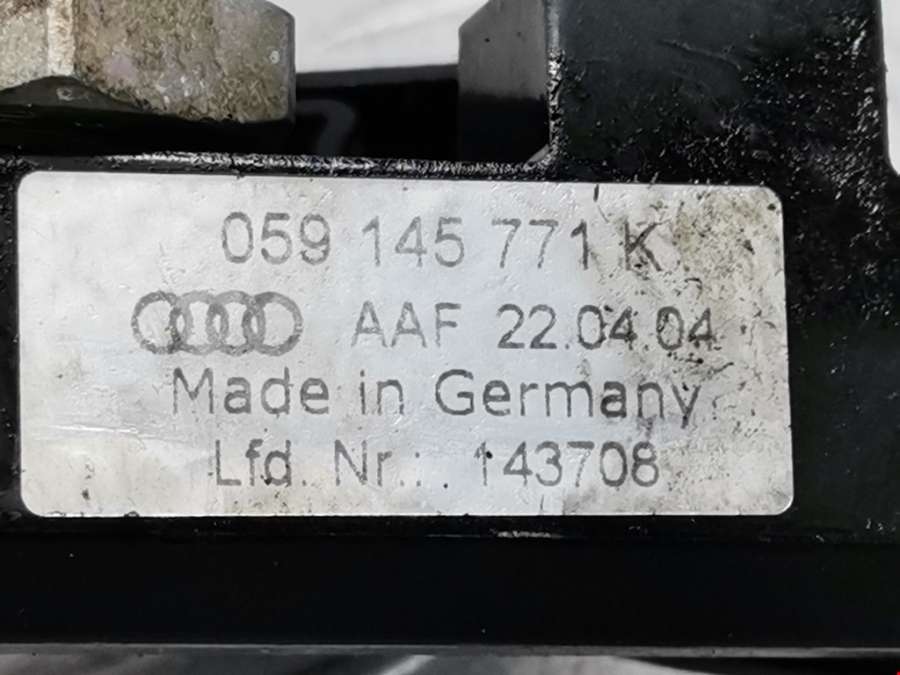 059 145 771 K
AAF 22.04.04
Made in Germany
Lfd. Nr.: 143708